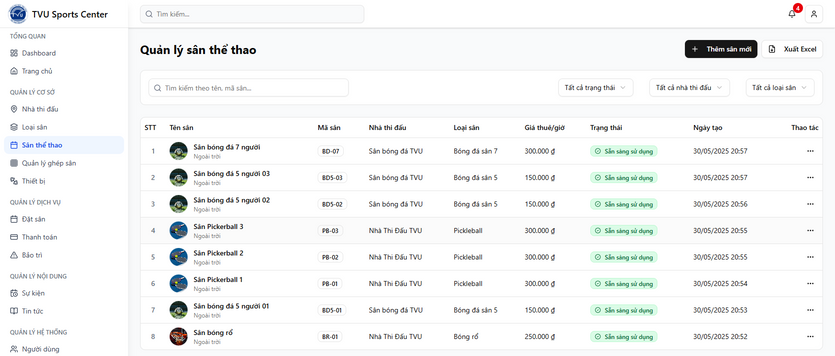 TVU Sports Center
Tìm kiếm...
4
TỔNG QUAN
Dashboard
Trang chủ
QUẢN LÝ CƠ SỞ
Nhà thi đấu
Loại sân
Sân thể thao
Quản lý ghép sân
Thiết bị
QUẢN LÝ DỊCH VỤ
Đặt sân
Thanh toán
Bảo trì
QUẢN LÝ NỘI DUNG
Sự kiện
Tin tức
QUẢN LÝ HỆ THỐNG
Người dùng
Quản lý sân thể thao
+ Thêm sân mới
Xuất Excel
Tìm kiếm theo tên, mã sân...
Tất cả trạng thái
Tất cả nhà thi đấu
Tất cả loại sân
STT Tên sân Mã sân Nhà thi đấu Loại sân Giá thuê/giờ Trạng thái Ngày tạo Thao tác
1 Sân bóng đá 7 người BD-07 Sân bóng đá TVU Bóng đá sân 7 300.000 ₫ Sẵn sàng sử dụng 30/05/2025 20:57 ...
Ngoài trời
2 Sân bóng đá 5 người 03 BD5-03 Sân bóng đá TVU Bóng đá sân 5 150.000 ₫ Sẵn sàng sử dụng 30/05/2025 20:57 ...
Ngoài trời
3 Sân bóng đá 5 người 02 BD5-02 Sân bóng đá TVU Bóng đá sân 5 150.000 ₫ Sẵn sàng sử dụng 30/05/2025 20:56 ...
Ngoài trời
4 Sân Pickerball 3 PB-03 Nhà Thi Đấu TVU Pickleball 300.000 ₫ Sẵn sàng sử dụng 30/05/2025 20:55 ...
Ngoài trời
5 Sân Pickerball 2 PB-02 Nhà Thi Đấu TVU Pickleball 300.000 ₫ Sẵn sàng sử dụng 30/05/2025 20:55 ...
Ngoài trời
6 Sân Pickerball 1 PB-01 Nhà Thi Đấu TVU Pickleball 300.000 ₫ Sẵn sàng sử dụng 30/05/2025 20:54 ...
Ngoài trời
7 Sân bóng đá 5 người 01 BD5-01 Sân bóng đá TVU Bóng đá sân 5 150.000 ₫ Sẵn sàng sử dụng 30/05/2025 20:53 ...
Ngoài trời
8 Sân bóng rổ BR-01 Nhà Thi Đấu TVU Bóng rổ 250.000 ₫ Sẵn sàng sử dụng 30/05/2025 20:52 ...
Ngoài trời